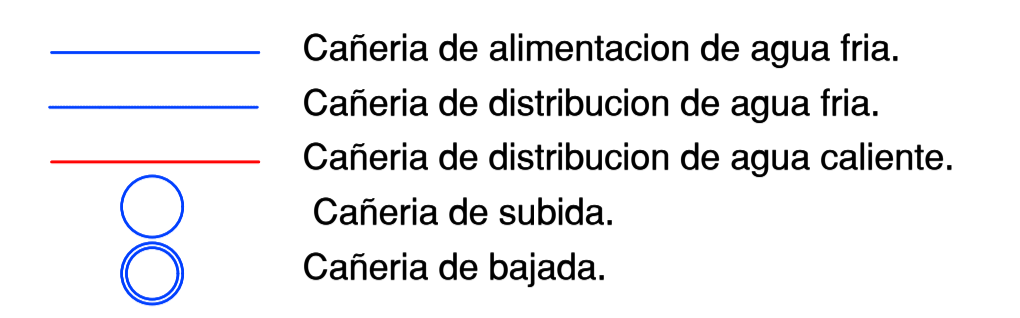 Cañeria de alimentacion de agua fria.
Cañeria de distribucion de agua fria.
Cañeria de distribucion de agua caliente.
Cañeria de subida.
Cañeria de bajada.